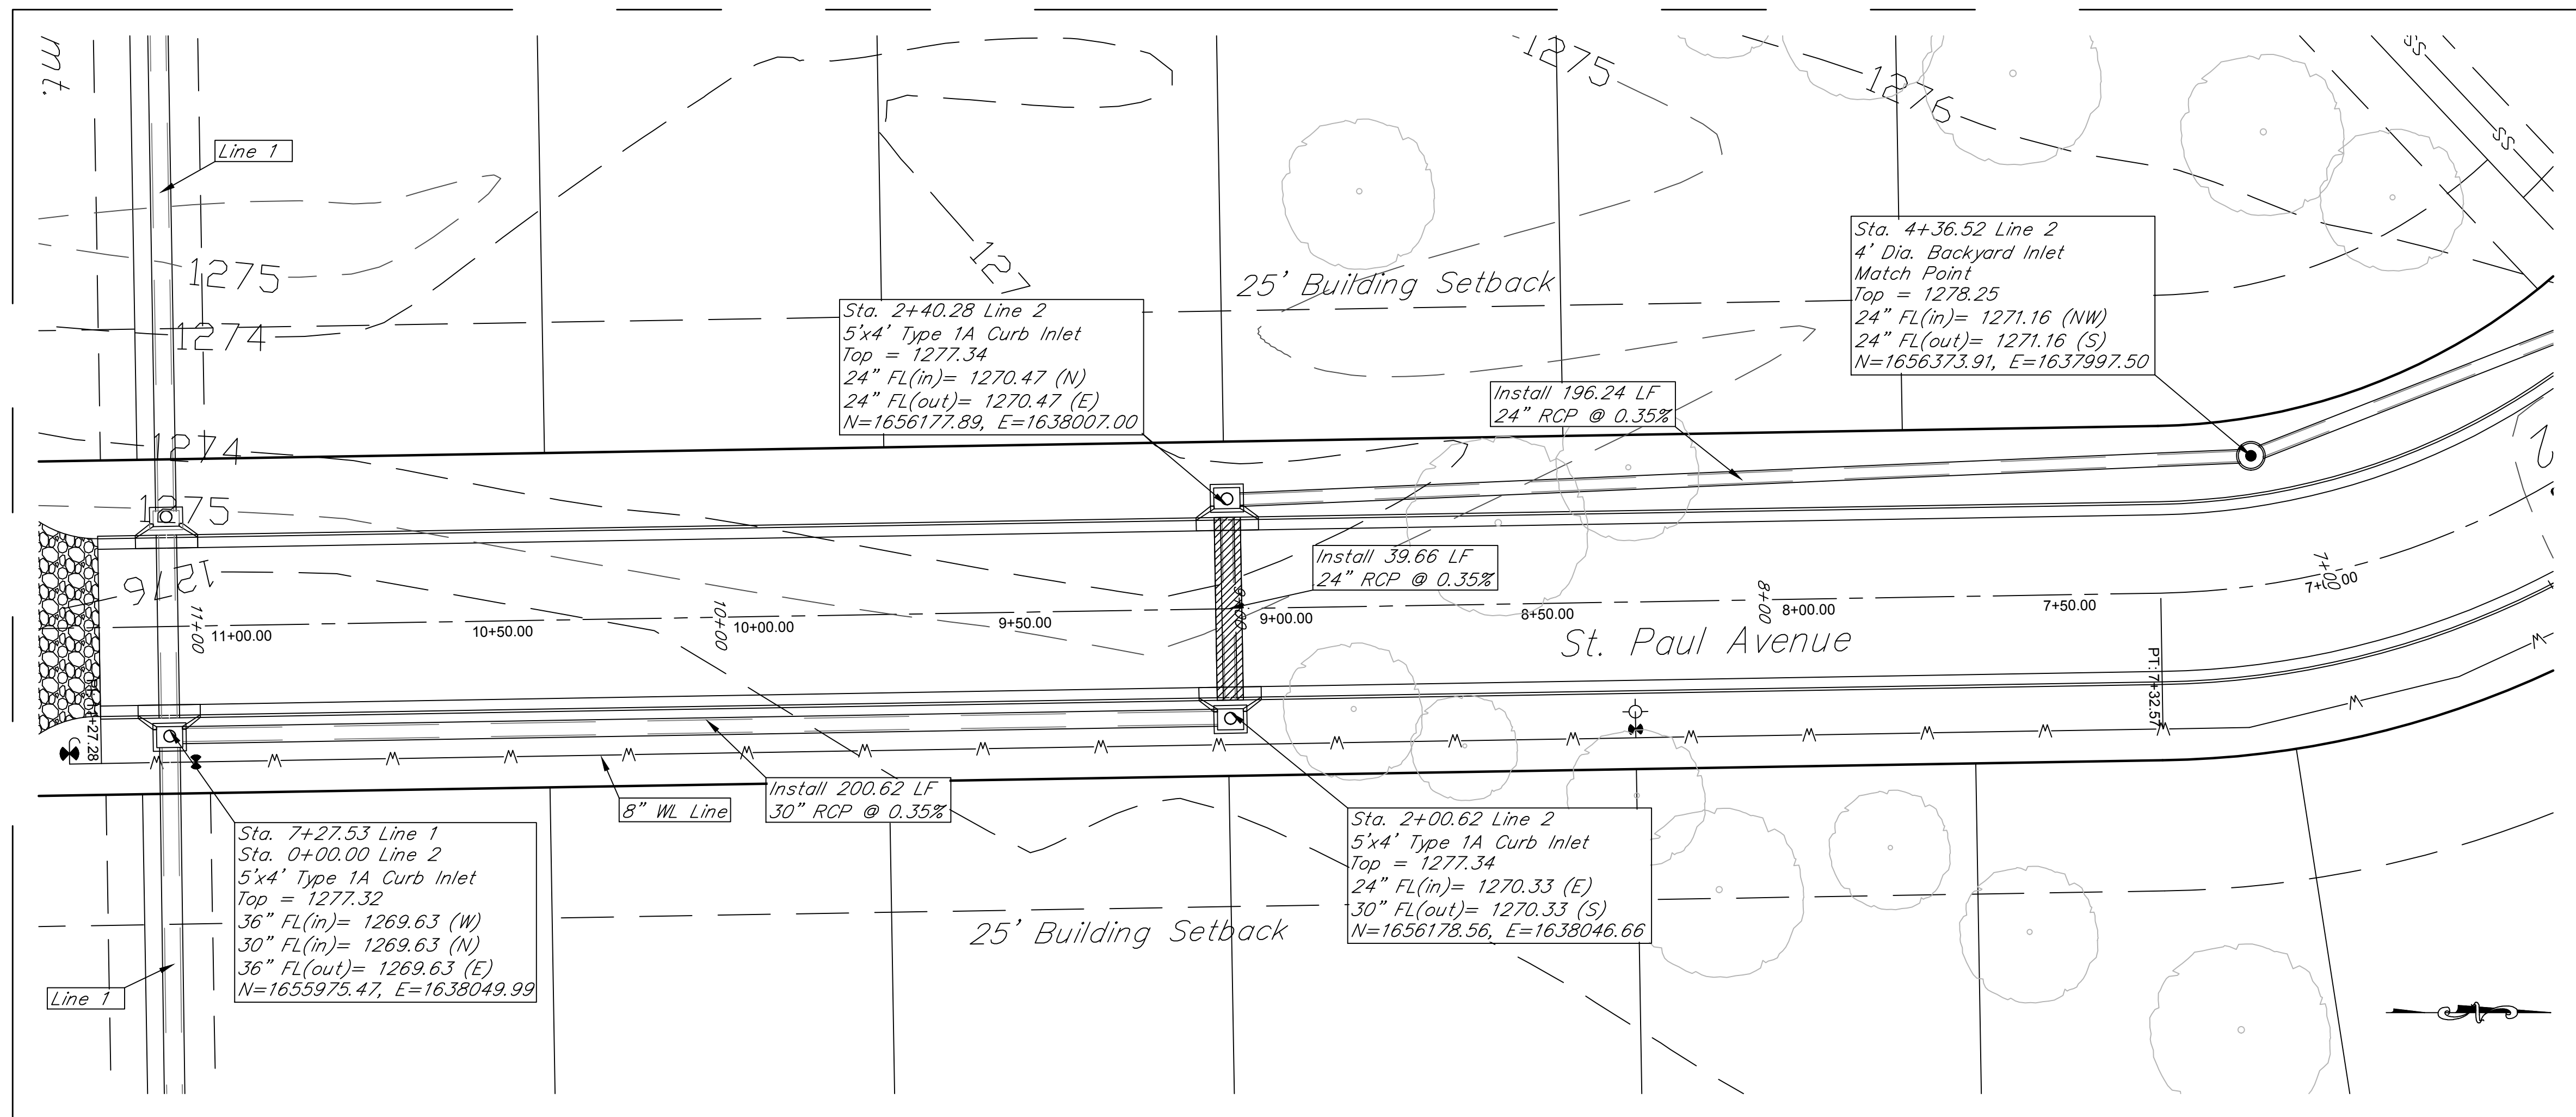 mt.
Line 1
1275
1274
127
1275
1276
SS
SS
25' Building Setback
Sta. 2+40.28 Line 2
5'x4' Type 1A Curb Inlet
Top = 1277.34
24" FL(in)= 1270.47 (N)
24" FL(out)= 1270.47 (E)
N=1656177.89, E=1638007.00
Sta. 4+36.52 Line 2
4' Dia. Backyard Inlet
Match Point
Top = 1278.25
24" FL(in)= 1271.16 (NW)
24" FL(out)= 1271.16 (S)
N=1656373.91, E=1637997.50
Install 196.24 LF
24" RCP @ 0.35%
1274
1275
1276
Install 39.66 LF
24" RCP @ 0.35%
11+00
11+00.00
10+50.00
10+00
10+00.00
9+50.00
9+00.00
8+50.00
8+00
8+00.00
7+50.00
7+00
St. Paul Avenue
PT: 7+32.57
W W W W W W W W W W W W W W W W W W W W
8" WL Line
Install 200.62 LF
30" RCP @ 0.35%
Sta. 7+27.53 Line 1
Sta. 0+00.00 Line 2
5'x4' Type 1A Curb Inlet
Top = 1277.32
36" FL(in)= 1269.63 (W)
30" FL(in)= 1269.63 (N)
36" FL(out)= 1269.63 (E)
N=1655975.47, E=1638049.99
Sta. 2+00.62 Line 2
5'x4' Type 1A Curb Inlet
Top = 1277.34
24" FL(in)= 1270.33 (E)
30" FL(out)= 1270.33 (S)
N=1656178.56, E=1638046.66
25' Building Setback
Line 1